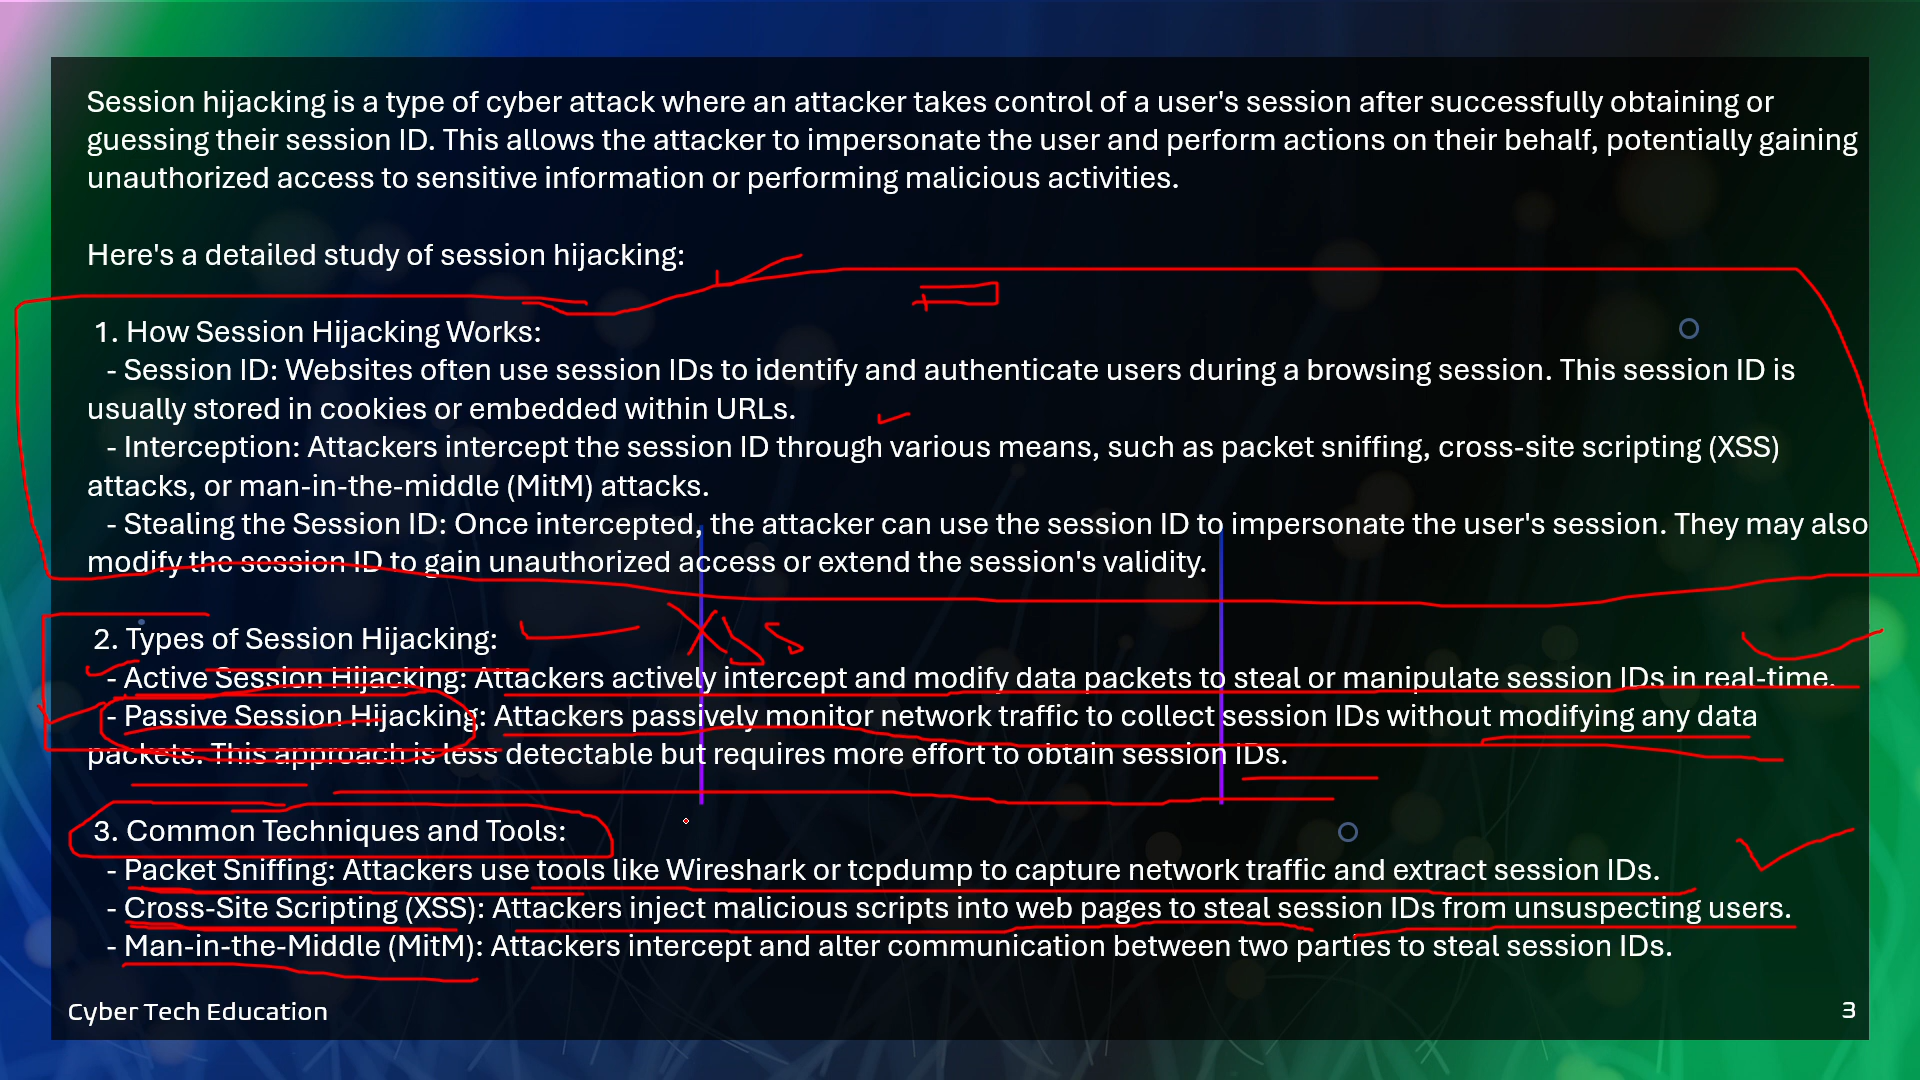 Session hijacking is a type of cyber attack where an attacker takes control of a user's session after successfully obtaining or
guessing their session ID. This allows the attacker to impersonate the user and perform actions on their behalf, potentially gaining
unauthorized access to sensitive information or performing malicious activities.
Here's a detailed study of session hijacking:
1. How Session Hijacking Works:
- Session ID: Websites often use session IDs to identify and authenticate users during a browsing session. This session ID is
usually stored in cookies or embedded within URLs.
- Interception: Attackers intercept the session ID through various means, such as packet sniffing, cross-site scripting (XSS)
attacks, or man-in-the-middle (MitM) attacks.
- Stealing the Session ID: Once intercepted, the attacker can use the session ID to impersonate the user's session. They may also
modify the session ID to gain unauthorized access or extend the session's validity.
XSS
2. Types of Session Hijacking:
- Active Session Hijacking: Attackers actively intercept and modify data packets to steal or manipulate session IDs in real-time.
- Passive Session Hijacking: Attackers passively monitor network traffic to collect session IDs without modifying any data
packets. This approach is less detectable but requires more effort to obtain session IDs.
3. Common Techniques and Tools:
- Packet Sniffing: Attackers use tools like Wireshark or tcpdump to capture network traffic and extract session IDs.
- Cross-Site Scripting (XSS): Attackers inject malicious scripts into web pages to steal session IDs from unsuspecting users.
- Man-in-the-Middle (MitM): Attackers intercept and alter communication between two parties to steal session IDs.
Cyber Tech Education
3